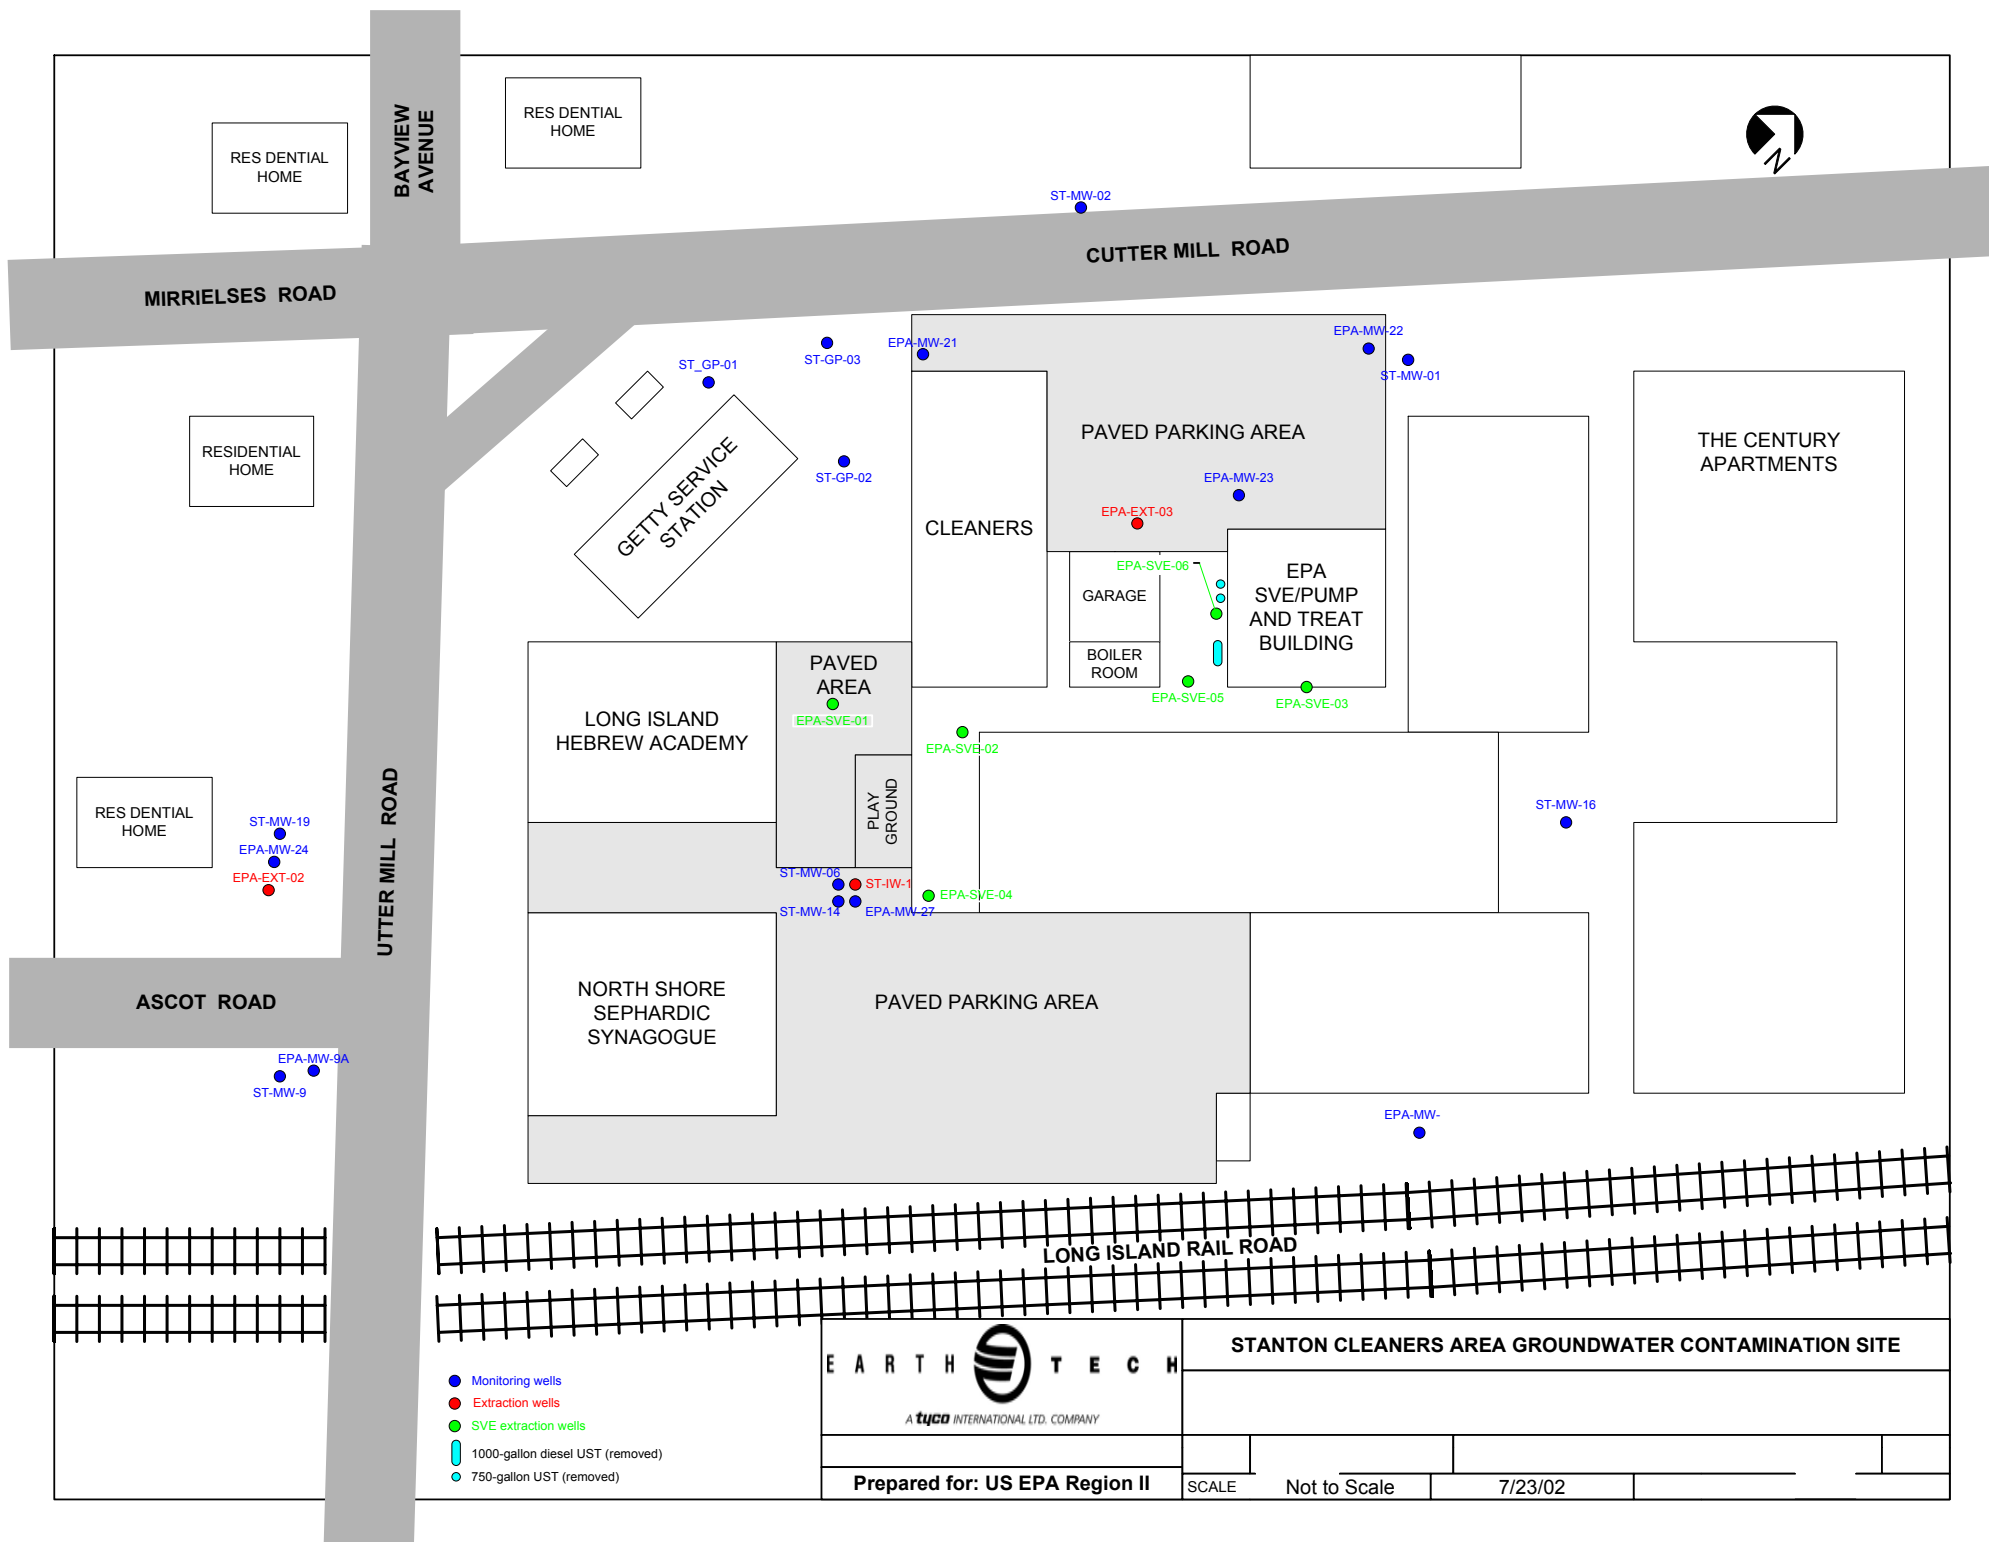 BAYVIEW
AVENUE
RES DENTIAL
HOME
RES DENTIAL
HOME
N
ST-MW-02
CUTTER MILL ROAD
MIRRIELSES ROAD
EPA-MW-22
ST-MW-01
EPA-MW-21
ST-GP-03
ST_GP-01
ST-GP-02
RESIDENTIAL
HOME
GETTY SERVICE
STATION
PAVED PARKING AREA
THE CENTURY
APARTMENTS
EPA-MW-23
EPA-EXT-03
CLEANERS
EPA-SVE-06
GARAGE
EPA
SVE/PUMP
AND TREAT
BUILDING
BOILER
ROOM
EPA-SVE-05
EPA-SVE-03
PAVED
AREA
EPA-SVE-01
LONG ISLAND
HEBREW ACADEMY
EPA-SVE-02
PLAY
GROUND
RES DENTIAL
HOME
ST-MW-19
EPA-MW-24
EPA-EXT-02
UTTER MILL ROAD
ST-MW-16
ST-MW-06
ST-IW-1
ST-MW-14
EPA-MW-27
EPA-SVE-04
ASCOT ROAD
NORTH SHORE
SEPHARDIC
SYNAGOGUE
PAVED PARKING AREA
EPA-MW-9A
ST-MW-9
EPA-MW-
LONG ISLAND RAIL ROAD
Monitoring wells
Extraction wells
SVE extraction wells
1000-gallon diesel UST (removed)
750-gallon UST (removed)
EARTH TECH
A tyco INTERNATIONAL LTD. COMPANY
Prepared for: US EPA Region II
STANTON CLEANERS AREA GROUNDWATER CONTAMINATION SITE
SCALE
Not to Scale
7/23/02